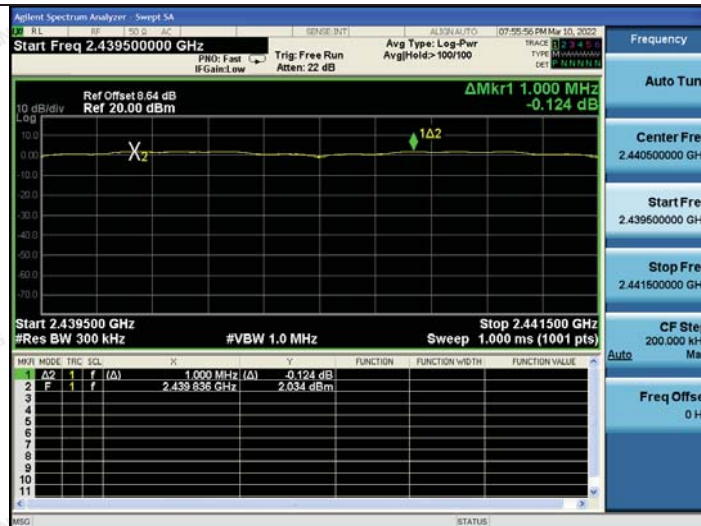 Agilent Spectrum Analyzer - Swept SA
RL RF 50 Ω AC SENSE:INT ALIGN AUTO 07:55:56 PM Mar 10, 2022
Start Freq 2.439500000 GHz
PNO: Fast
IFGain:Low
Trig: Free Run
Atten: 22 dB
Avg Type: Log-Pwr
Avg|Hold:> 100/100
TRACE 1 2 3 4 5 6
TYPE
DET P N N N N N
Ref Offset 8.64 dB
Ref 20.00 dBm
ΔMkr1 1.000 MHz
-0.124 dB
10 dB/div
Log
10.0
0.00
-10.0
-20.0
-30.0
-40.0
-50.0
-60.0
-70.0
X2
1Δ2
Start 2.439500 GHz
Stop 2.441500 GHz
#Res BW 300 kHz
#VBW 1.0 MHz
Sweep 1.000 ms (1001 pts)
MKR MODE TRC SCL X Y FUNCTION FUNCTION WIDTH FUNCTION VALUE
1 Δ2 1 f (Δ) 1.000 MHz (Δ) -0.124 dB
2 F 1 f 2.439 836 GHz 2.034 dBm
3
4
5
6
7
8
9
10
11
MSG
STATUS
Frequency
Auto Tun
Center Fre
2.440500000 GH
Start Fre
2.439500000 GH
Stop Fre
2.441500000 GH
CF Ste
200.000 kH
Auto Ma
Freq Offse
0 H